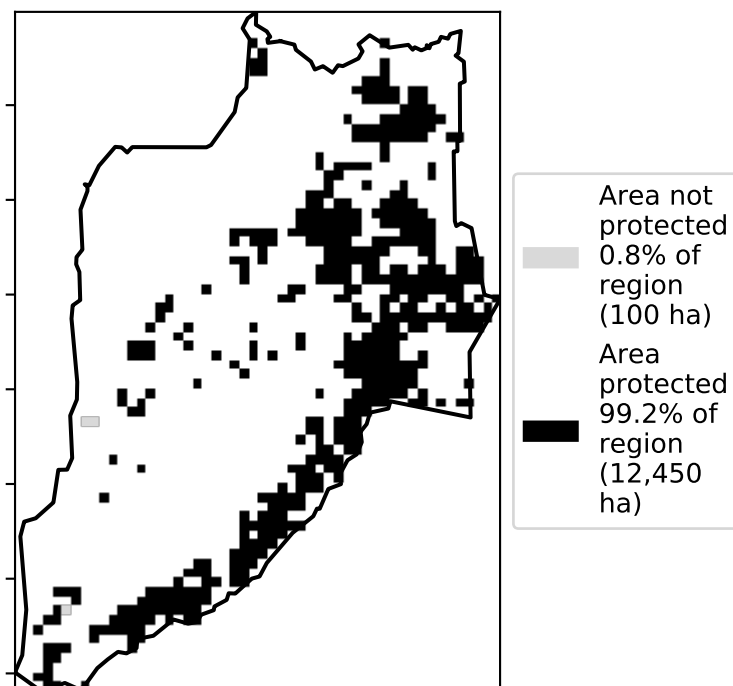 Area not
protected
0.8% of
region
(100 ha)
Area
protected
99.2% of
region
(12,450
ha)